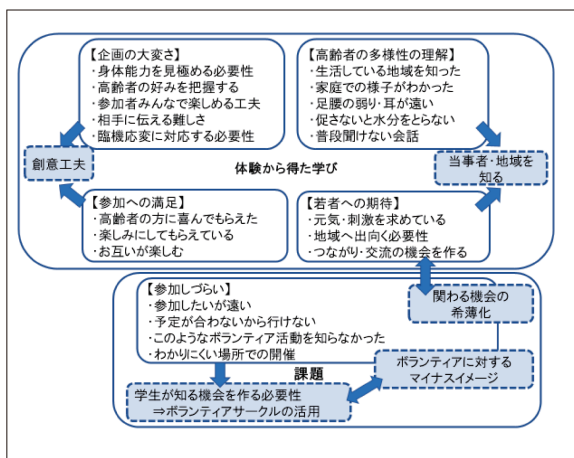 【企画の大変さ】
・身体能力を見極める必要性
・高齢者の好みを把握する
・参加者みんなで楽しめる工夫
・相手に伝える難しさ
・臨機応変に対応する必要性
【高齢者の多様性の理解】
・生活している地域を知った
・家庭での様子がわかった
・足腰の弱り・耳が遠い
・促さないと水分をとらない
・普段聞けない会話
創意工夫
体験から得た学び
当事者・地域を
知る
【参加への満足】
・高齢者の方に喜んでもらえた
・楽しみにしてもらえている
・お互いが楽しむ
【若者への期待】
・元気・刺激を求めている
・地域へ出向く必要性
・つながり・交流の機会を作る
【参加しづらい】
・参加したいが遠い
・予定が合わないから行けない
・このようなボランティア活動を知らなかった
・わかりにくい場所での開催
関わる機会の
希薄化
課題
ボランティアに対する
マイナスイメージ
学生が知る機会を作る必要性
⇒ボランティアサークルの活用